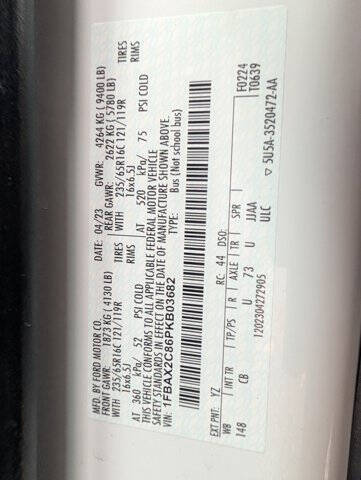 MFD. BY FORD MOTOR CO.
DATE: 04/23 GVWR: 4264 KG ( 9400 LB)
FRONT GAWR: 1873 KG ( 4130 LB) REAR GAWR: 2622 KG ( 5780 LB)
WITH 235/65R16C 121/119R TIRES WITH 235/65R16C 121/119R TIRES
16x6.5J RIMS 16x6.5J RIMS
AT 360 kPa/ 52 PSI COLD AT 520 kPa/ 75 PSI COLD
THIS VEHICLE CONFORMS TO ALL APPLICABLE FEDERAL MOTOR VEHICLE
SAFETY STANDARDS IN EFFECT ON THE DATE OF MANUFACTURE SHOWN ABOVE.
VIN: 1FBAX2C86PKB03682
TYPE: Bus (Not school bus)
EXT PNT: YZ RC: 44 DSO: F0224
WB INT TR TP/PS R AXLE TR SPR T0639
148 CB U 73 U JJAA
ULC
1202304272905 ▽ 5U5A-3520472-AA